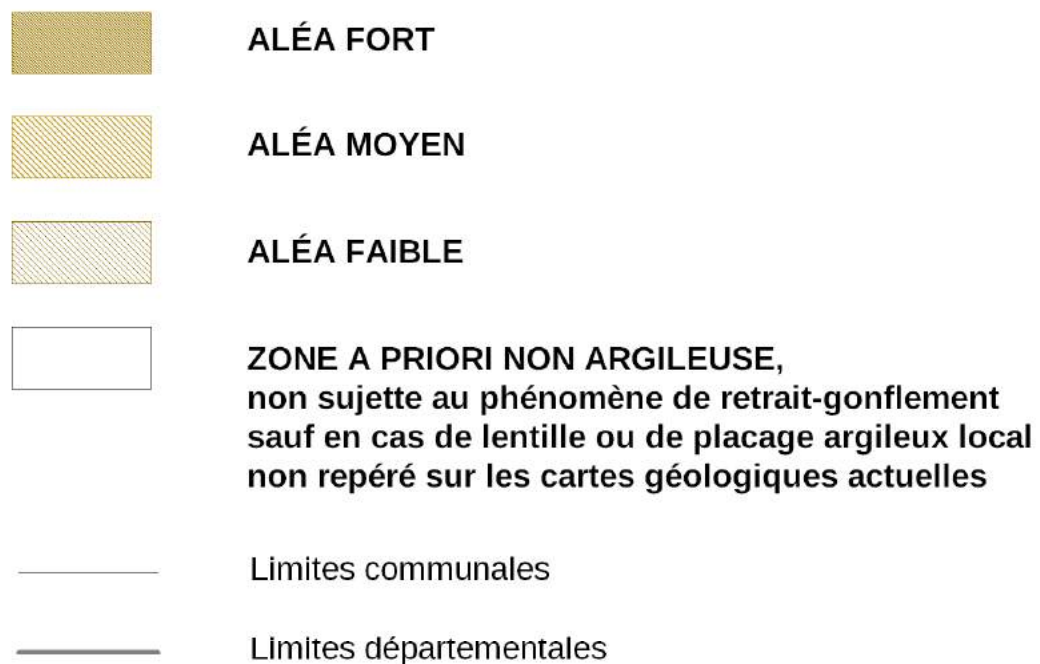 ALÉA FORT
ALÉA MOYEN
ALÉA FAIBLE
ZONE A PRIORI NON ARGILEUSE,
non sujette au phénomène de retrait-gonflement
sauf en cas de lentille ou de placage argileux local
non repéré sur les cartes géologiques actuelles
Limites communales
Limites départementales